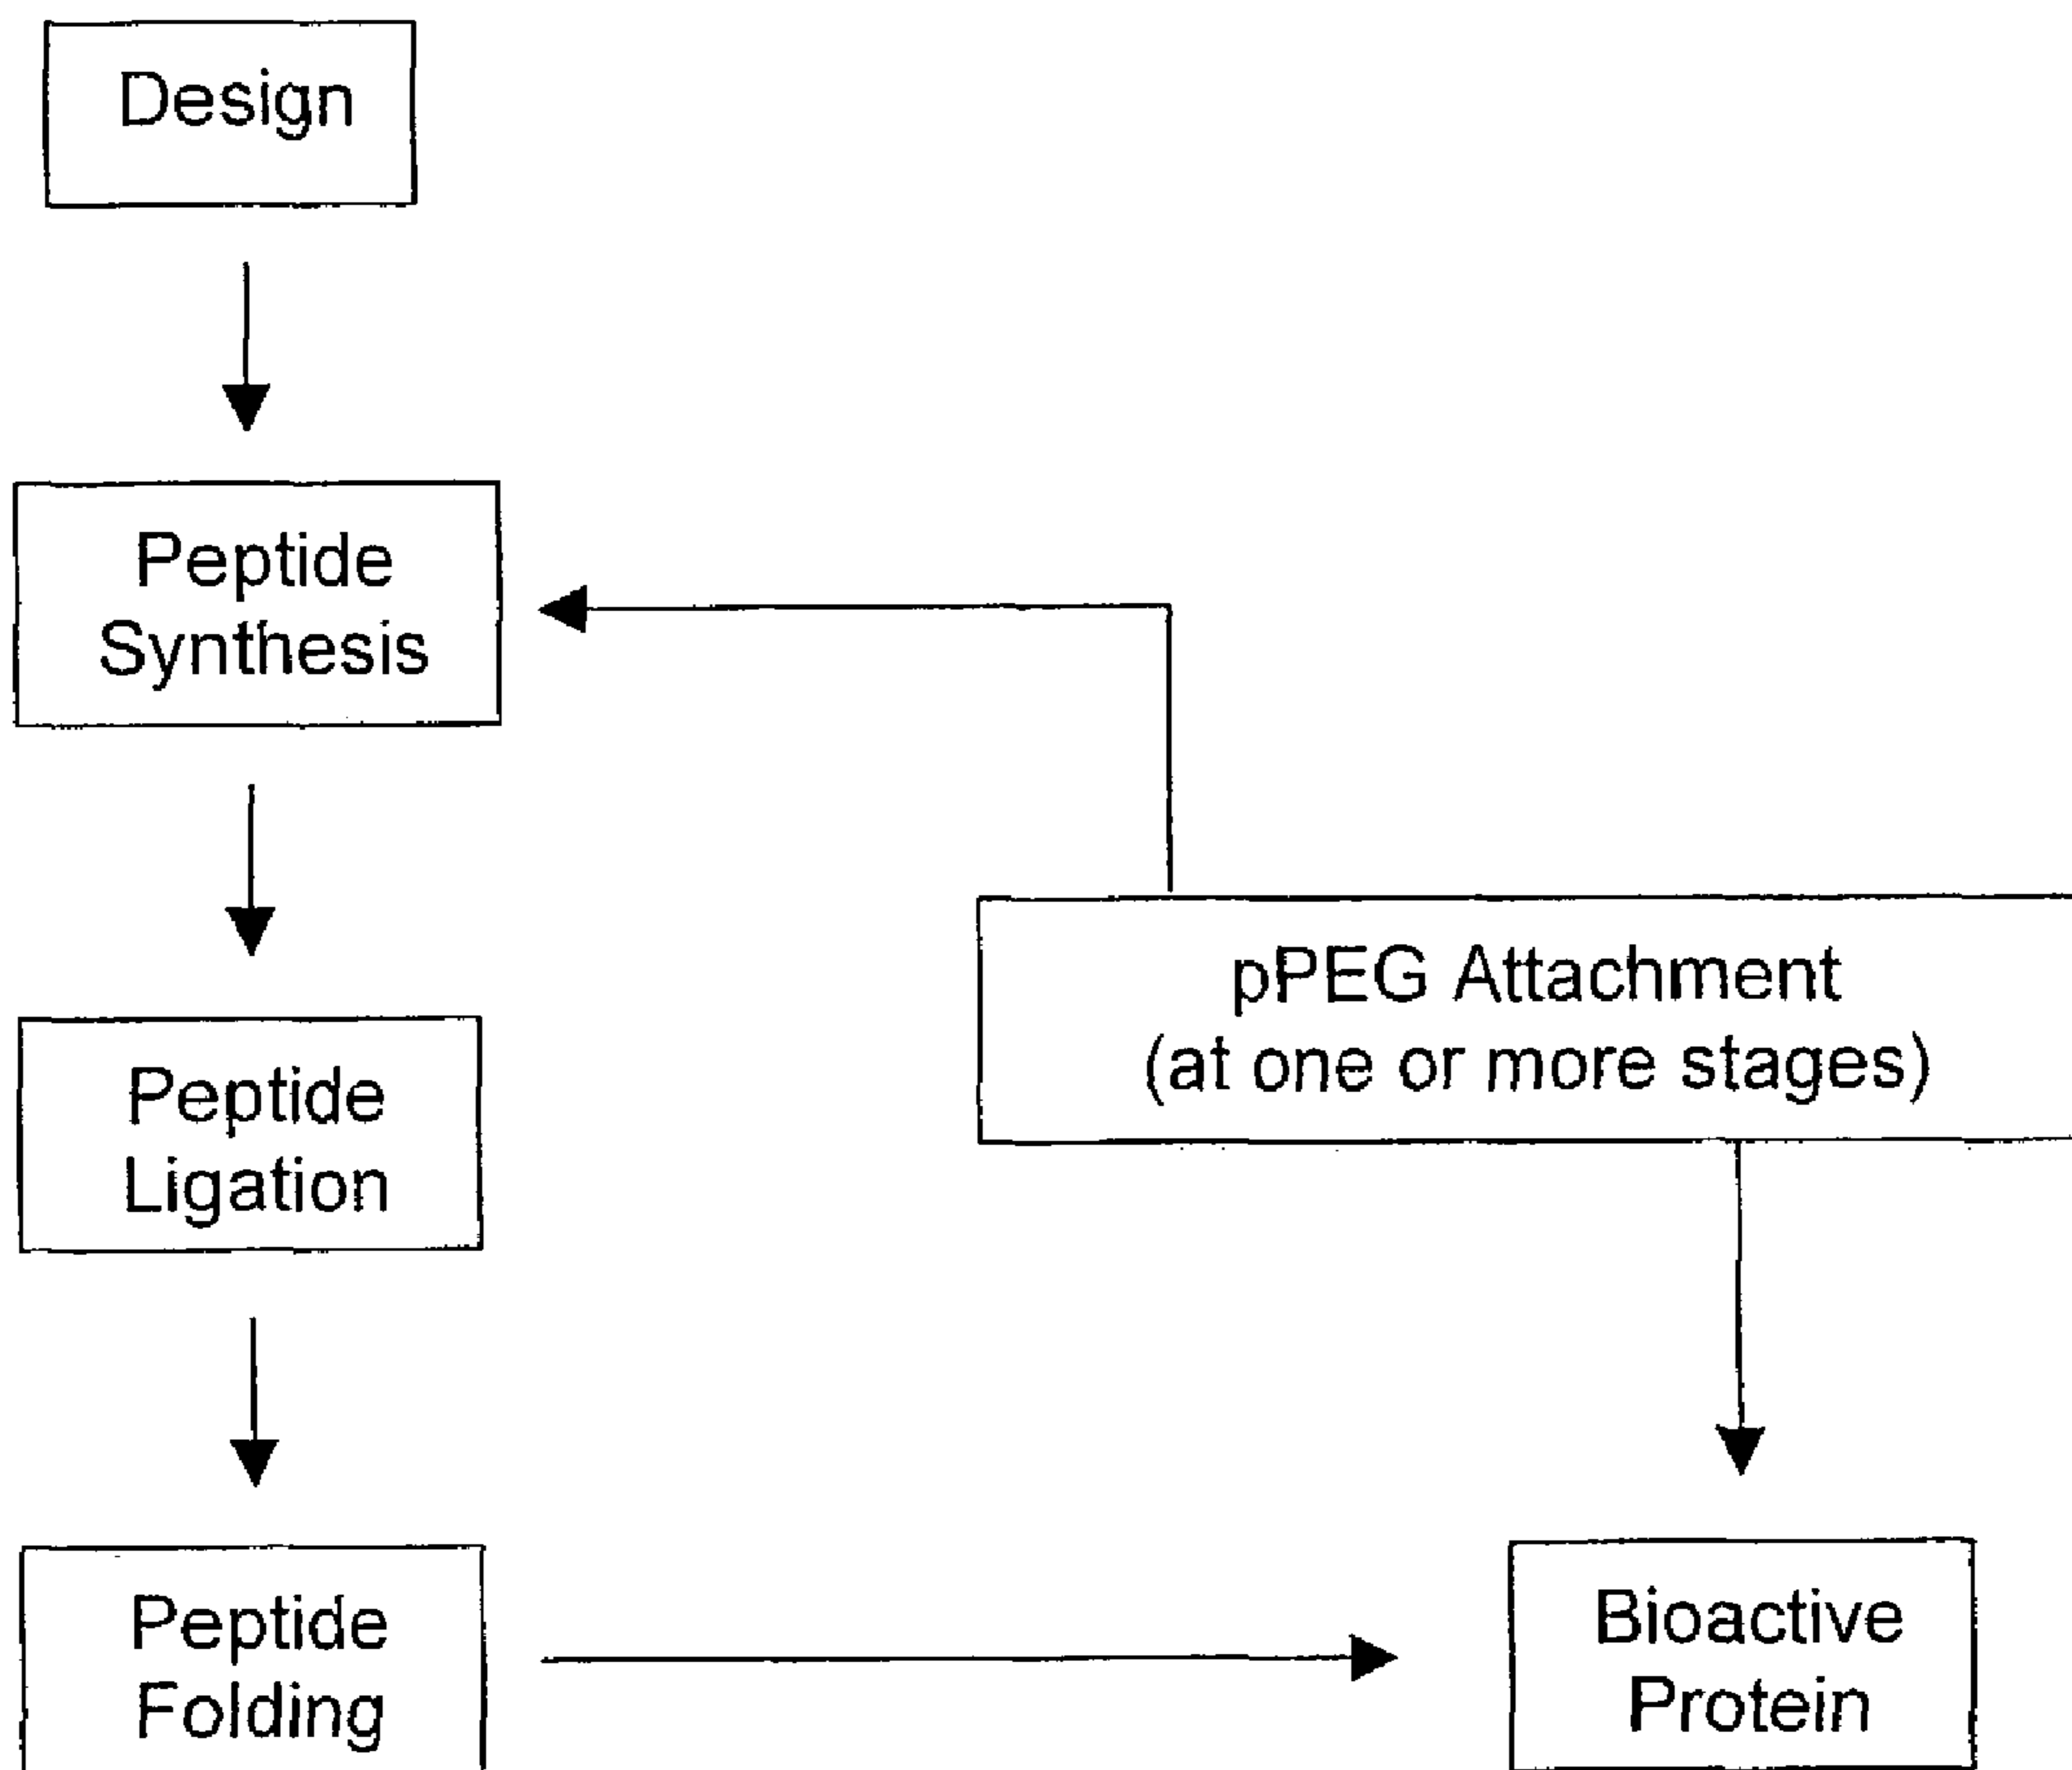 Design
Peptide
Synthesis
pPEG Attachment
(at one or more stages)
Peptide
Ligation
Peptide
Folding
Bioactive
Protein